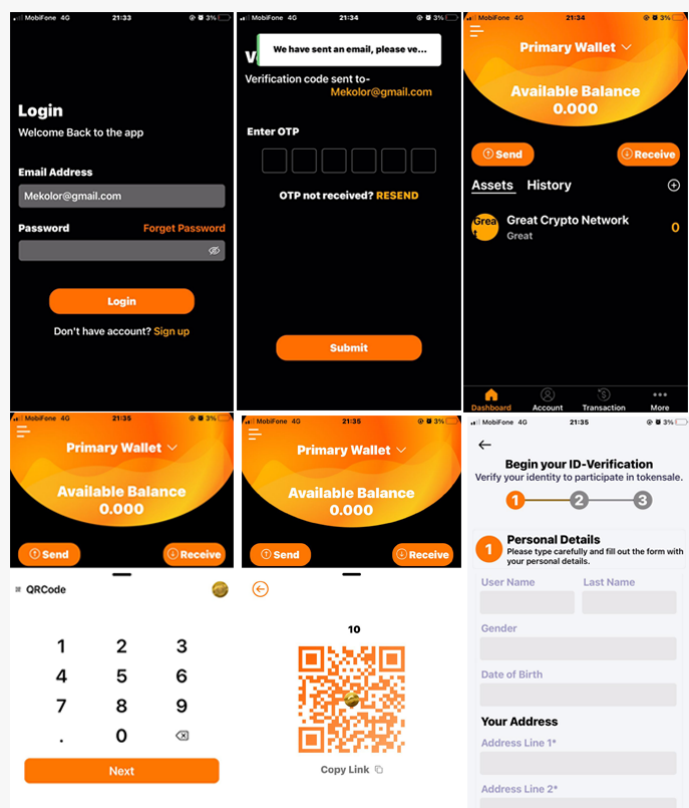 MobiFone 4G 21:33 3%
Login
Welcome Back to the app
Email Address
Mekolor@gmail.com
Password Forget Password
Login
Don't have account? Sign up
MobiFone 4G 21:34 3%
We have sent an email, please ve...
Verification code sent to-
Mekolor@gmail.com
Enter OTP
OTP not received? RESEND
Submit
MobiFone 4G 21:34 3%
Primary Wallet
Available Balance
0.000
Send Receive
Assets History
Great
Great Crypto Network 0
Great
Dashboard Account Transaction More
MobiFone 4G 21:35 3%
Primary Wallet
Available Balance
0.000
Send Receive
QRCode
1 2 3
4 5 6
7 8 9
. 0
Next
MobiFone 4G 21:35 3%
Primary Wallet
Available Balance
0.000
Send Receive
10
Copy Link
MobiFone 4G 21:35 3%
Begin your ID-Verification
Verify your identity to participate in tokensale.
1 2 3
1 Personal Details
Please type carefully and fill out the form with
your personal details.
User Name Last Name
Gender
Date of Birth
Your Address
Address Line 1*
Address Line 2*